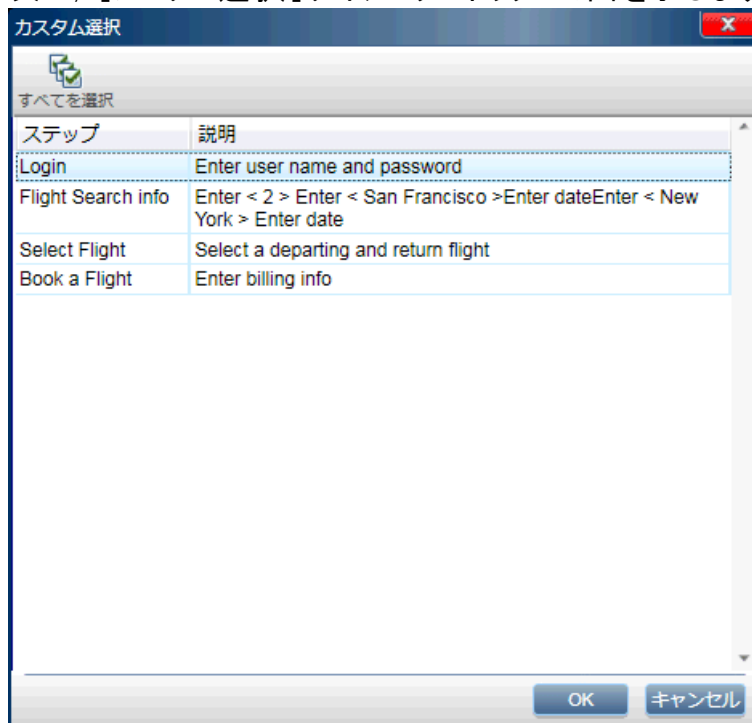 カスタム選択
すべてを選択
ステップ 説明
Login Enter user name and password
Flight Search info Enter < 2 > Enter < San Francisco >Enter dateEnter < New
York > Enter date
Select Flight Select a departing and return flight
Book a Flight Enter billing info
OK キャンセル